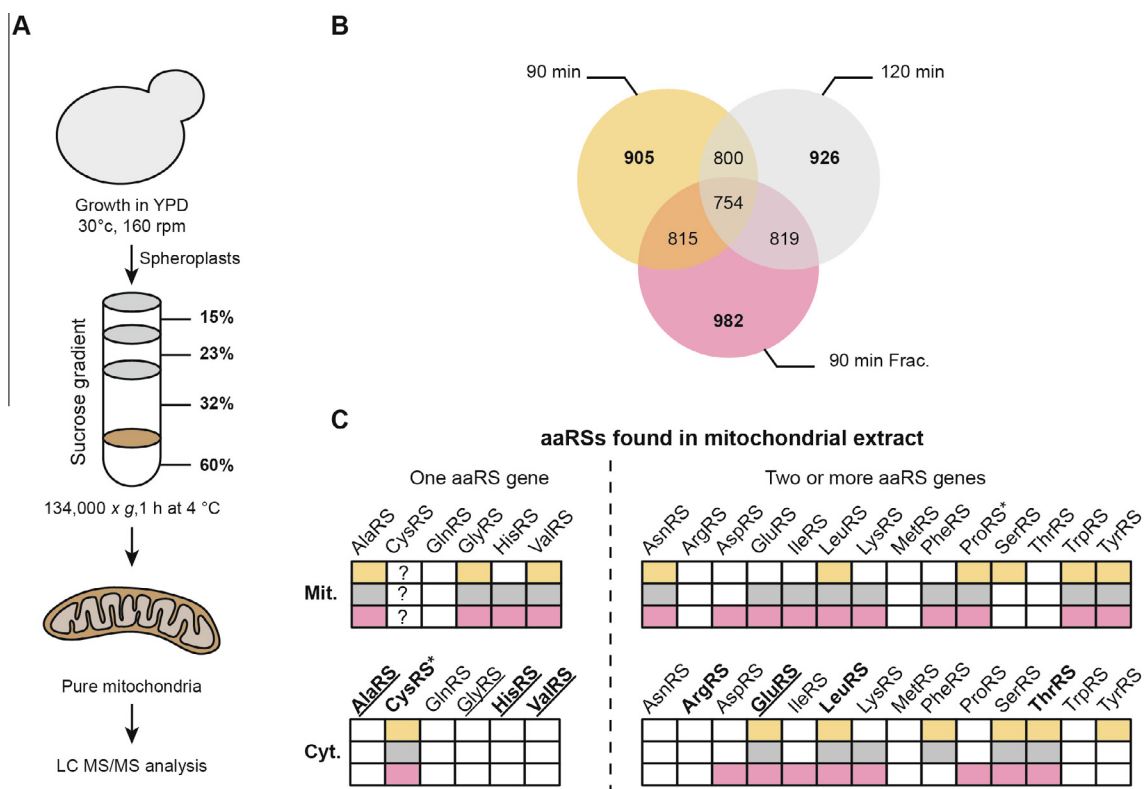 A
Growth in YPD
30°c, 160 rpm
Spheroplasts
Sucrose gradient
15%
23%
32%
60%
134,000 x g,1 h at 4 °C
Pure mitochondria
LC MS/MS analysis
B
90 min
120 min
905
800
926
754
815
819
982
90 min Frac.
C
aaRSs found in mitochondrial extract
One aaRS gene
Two or more aaRS genes
AlaRS
CysRS
GlnRS
GlyRS
HisRS
ValRS
AsnRS
ArgRS
AspRS
GluRS
IleRS
LeuRS
LysRS
MetRS
PheRS
ProRS*
SerRS
ThrRS
TrpRS
TyrRS
Mit.
?
?
?
AlaRS
CysRS*
GlnRS
GlyRS
HisRS
ValRS
AsnRS
ArgRS
AspRS
GluRS
IleRS
LeuRS
LysRS
MetRS
PheRS
ProRS
SerRS
ThrRS
TrpRS
TyrRS
Cyt.